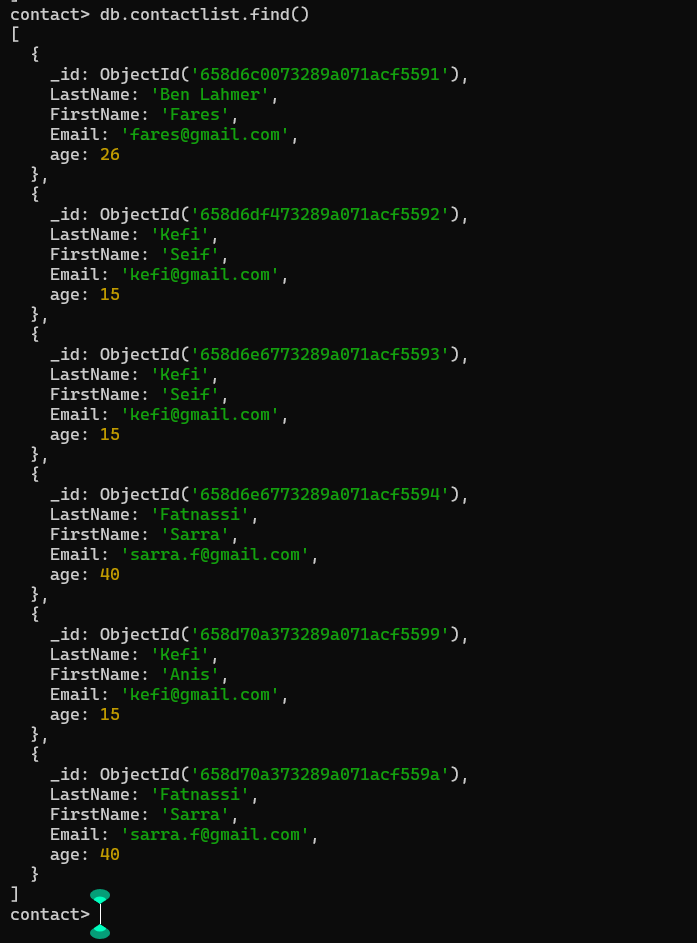 contact> db.contactlist.find()
[
  {
    _id: ObjectId('658d6c0073289a071acf5591'),
    LastName: 'Ben Lahmer',
    FirstName: 'Fares',
    Email: 'fares@gmail.com',
    age: 26
  },
  {
    _id: ObjectId('658d6df473289a071acf5592'),
    LastName: 'Kefi',
    FirstName: 'Seif',
    Email: 'kefi@gmail.com',
    age: 15
  },
  {
    _id: ObjectId('658d6e6773289a071acf5593'),
    LastName: 'Kefi',
    FirstName: 'Seif',
    Email: 'kefi@gmail.com',
    age: 15
  },
  {
    _id: ObjectId('658d6e6773289a071acf5594'),
    LastName: 'Fatnassi',
    FirstName: 'Sarra',
    Email: 'sarra.f@gmail.com',
    age: 40
  },
  {
    _id: ObjectId('658d70a373289a071acf5599'),
    LastName: 'Kefi',
    FirstName: 'Anis',
    Email: 'kefi@gmail.com',
    age: 15
  },
  {
    _id: ObjectId('658d70a373289a071acf559a'),
    LastName: 'Fatnassi',
    FirstName: 'Sarra',
    Email: 'sarra.f@gmail.com',
    age: 40
  }
]
contact>